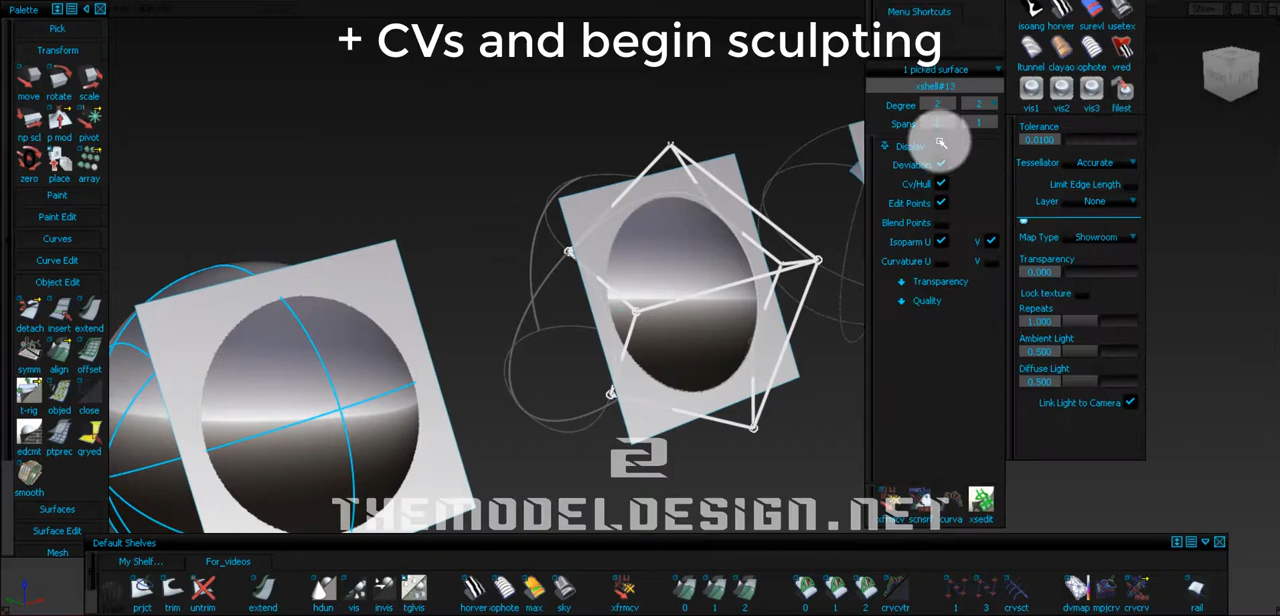 Palette
Pick
Transform
move rotate scale
np scl p mod pivot
zero place array
Paint
Paint Edit
Curves
Curve Edit
Object Edit
detach insert extend
symm align offset
t-rig objed close
edcmt ptprec qryed
smooth
Surfaces
Surface Edit
Mesh
+ CVs and begin sculpting
Menu Shortcuts
1 picked surface
xshell#13
Degree 2 2
Spans 1
Display
Deviation
Cv/Hull
Edit Points
Blend Points
Isoparm U V
Curvature U V
Transparency
Quality
xfrmcv scnsrf curva xsedit
Show
isoang horver surevl usetex
ltunnel clayao ophote vred
vis1 vis2 vis3 filest
Tolerance
0.0100
Tessellator Accurate
Limit Edge Length
Layer None
Map Type Showroom
Transparency
0.000
Lock texture
Repeats
1.000
Ambient Light
0.500
Diffuse Light
0.500
Link Light to Camera
THEMODELDESIGN.NET
Default Shelves
My Shelf... For_videos
prjct trim untrim extend hdun vis invis tglvis horver ophote max sky xfrmcv 0 1 2 0 1 2 crvcvtr 1 3 crvsct dvmap mpjcrv crvcrv rail